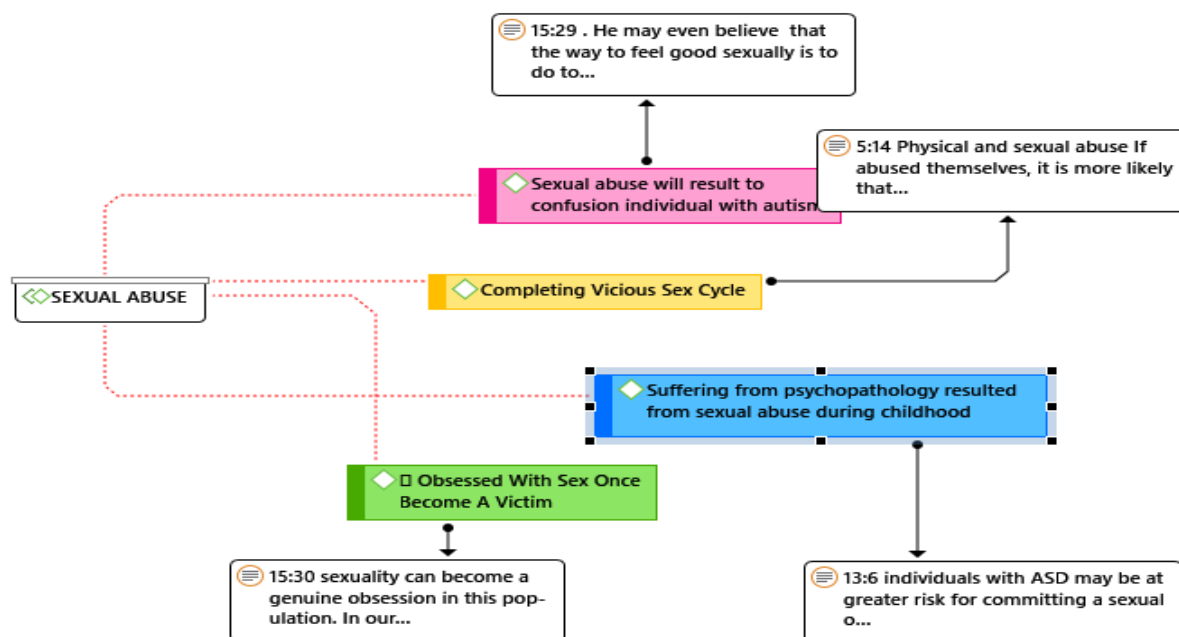 15:29 . He may even believe that
the way to feel good sexually is to
do to...
5:14 Physical and sexual abuse If
abused themselves, it is more likely
that...
Sexual abuse will result to
confusion individual with autism
SEXUAL ABUSE
Completing Vicious Sex Cycle
Suffering from psychopathology resulted
from sexual abuse during childhood
Obsessed With Sex Once
Become A Victim
15:30 sexuality can become a
genuine obsession in this pop-
ulation. In our...
13:6 individuals with ASD may be at
greater risk for committing a sexual
o...